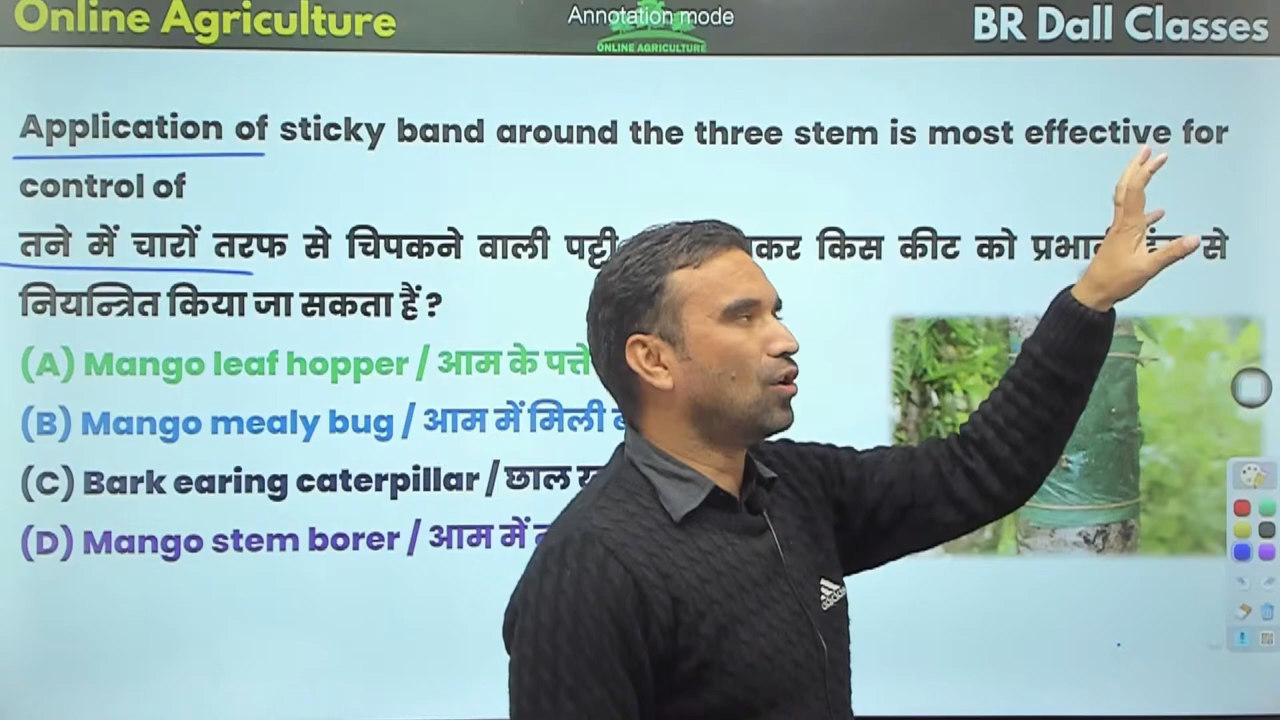 Online Agriculture
Annotation mode
ONLINE AGRICULTURE
BR Dall Classes
Application of sticky band around the three stem is most effective for
control of
तने में चारों तरफ से चिपकने वाली पट्टी किस कीट को से
नियन्त्रित किया जा सकता हैं ?
(A) Mango leaf hopper / आम के पत्ते
(B) Mango mealy bug / आम में मिली
(C) Bark earing caterpillar / छाल
(D) Mango stem borer / आम में
adidas